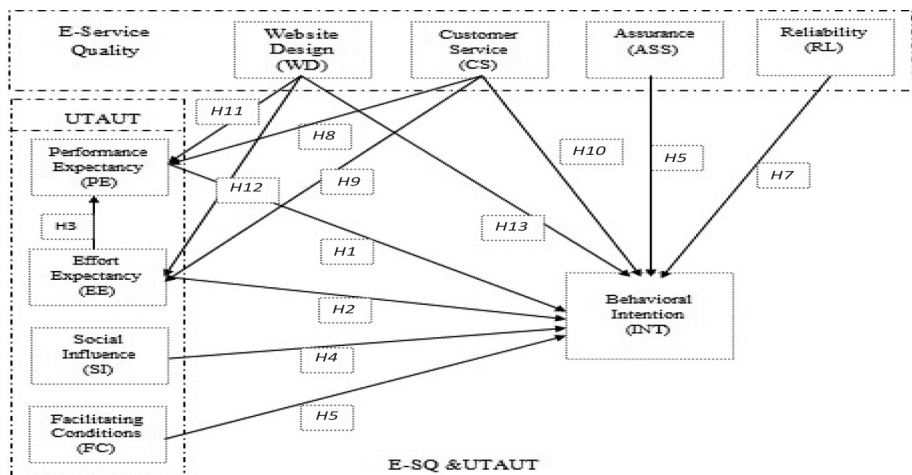 E-Service
Quality
Website
Design
(WD)
Customer
Service
(CS)
Assurance
(ASS)
Reliability
(RL)
H11
H8
H10
H5
H7
UTAUT
Performance
Expectancy
(PE)
H12
H9
H3
H1
H13
Effort
Expectancy
(EE)
H2
Behavioral
Intention
(INT)
Social
Influence
(SI)
H4
H5
Facilitating
Conditions
(FC)
E-SQ &UTAUT